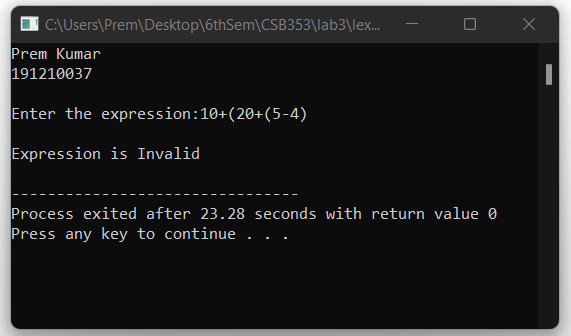 C:\Users\Prem\Desktop\6thSem\CSB353\lab3\lex...
Prem Kumar
191210037
Enter the expression:10+(20+(5-4)
Expression is Invalid
--------------------------------
Process exited after 23.28 seconds with return value 0
Press any key to continue . . .